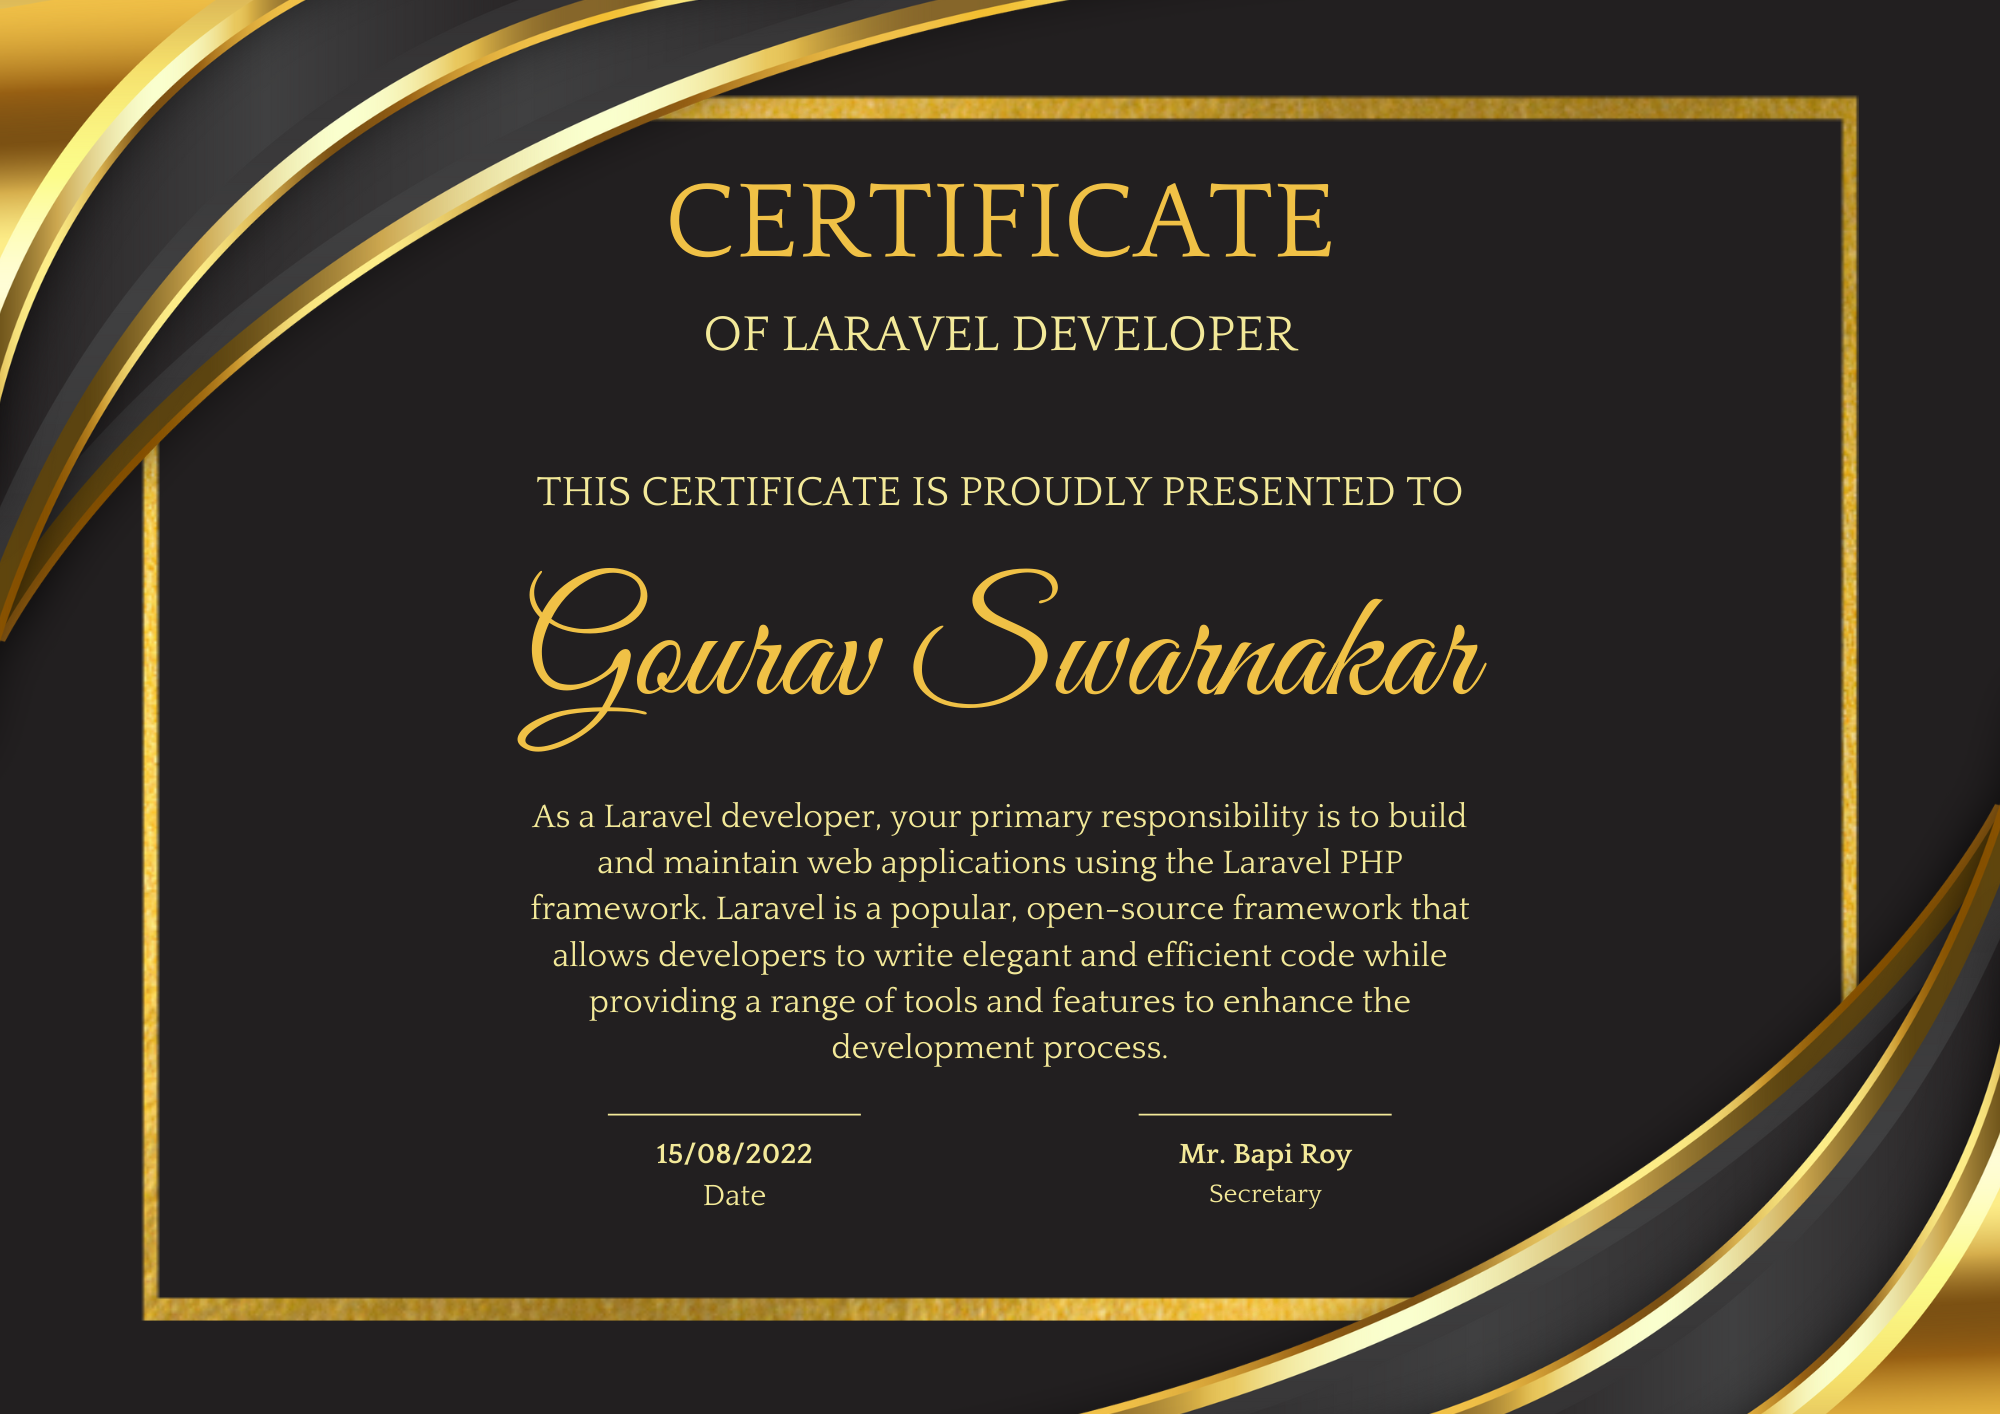 CERTIFICATE
OF LARAVEL DEVELOPER
THIS CERTIFICATE IS PROUDLY PRESENTED TO
Gourav Swarnakar
As a Laravel developer, your primary responsibility is to build
and maintain web applications using the Laravel PHP
framework. Laravel is a popular, open-source framework that
allows developers to write elegant and efficient code while
providing a range of tools and features to enhance the
development process.
15/08/2022
Date
Mr. Bapi Roy
Secretary